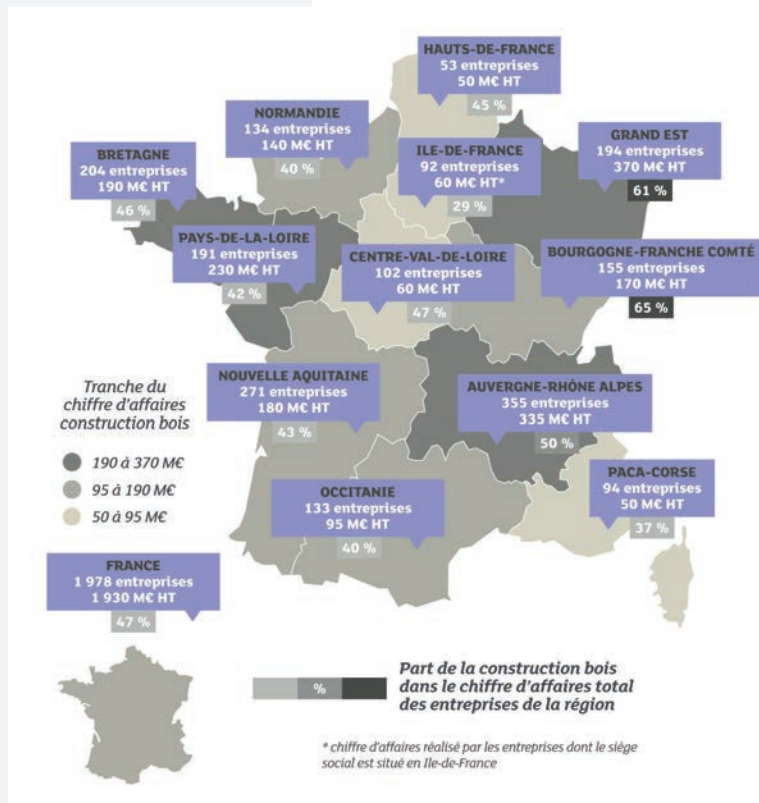 HAUTS-DE-FRANCE
53 entreprises
50 M€ HT
45 %
NORMANDIE
134 entreprises
140 M€ HT
40 %
ILE-DE-FRANCE
92 entreprises
60 M€ HT*
29 %
GRAND EST
194 entreprises
370 M€ HT
61 %
BRETAGNE
204 entreprises
190 M€ HT
46 %
PAYS-DE-LA-LOIRE
191 entreprises
230 M€ HT
42 %
CENTRE-VAL-DE-LOIRE
102 entreprises
60 M€ HT
47 %
BOURGOGNE-FRANCHE COMTÉ
155 entreprises
170 M€ HT
65 %
NOUVELLE AQUITAINE
271 entreprises
180 M€ HT
43 %
AUVERGNE-RHÔNE ALPES
355 entreprises
335 M€ HT
50 %
Tranche du
chiffre d'affaires
construction bois
190 à 370 M€
95 à 190 M€
50 à 95 M€
OCCITANIE
133 entreprises
95 M€ HT
40 %
PACA-CORSE
94 entreprises
50 M€ HT
37 %
FRANCE
1 978 entreprises
1 930 M€ HT
47 %
%
Part de la construction bois
dans le chiffre d'affaires total
des entreprises de la région
* chiffre d'affaires réalisé par les entreprises dont le siège
social est situé en Ile-de-France